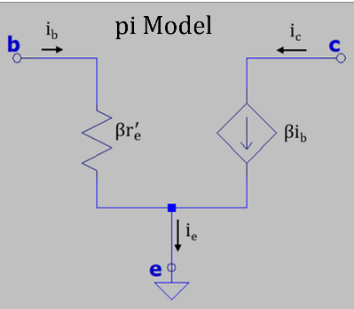 pi Model
b
i_b
i_c
c
βr′_e
βi_b
i_e
e